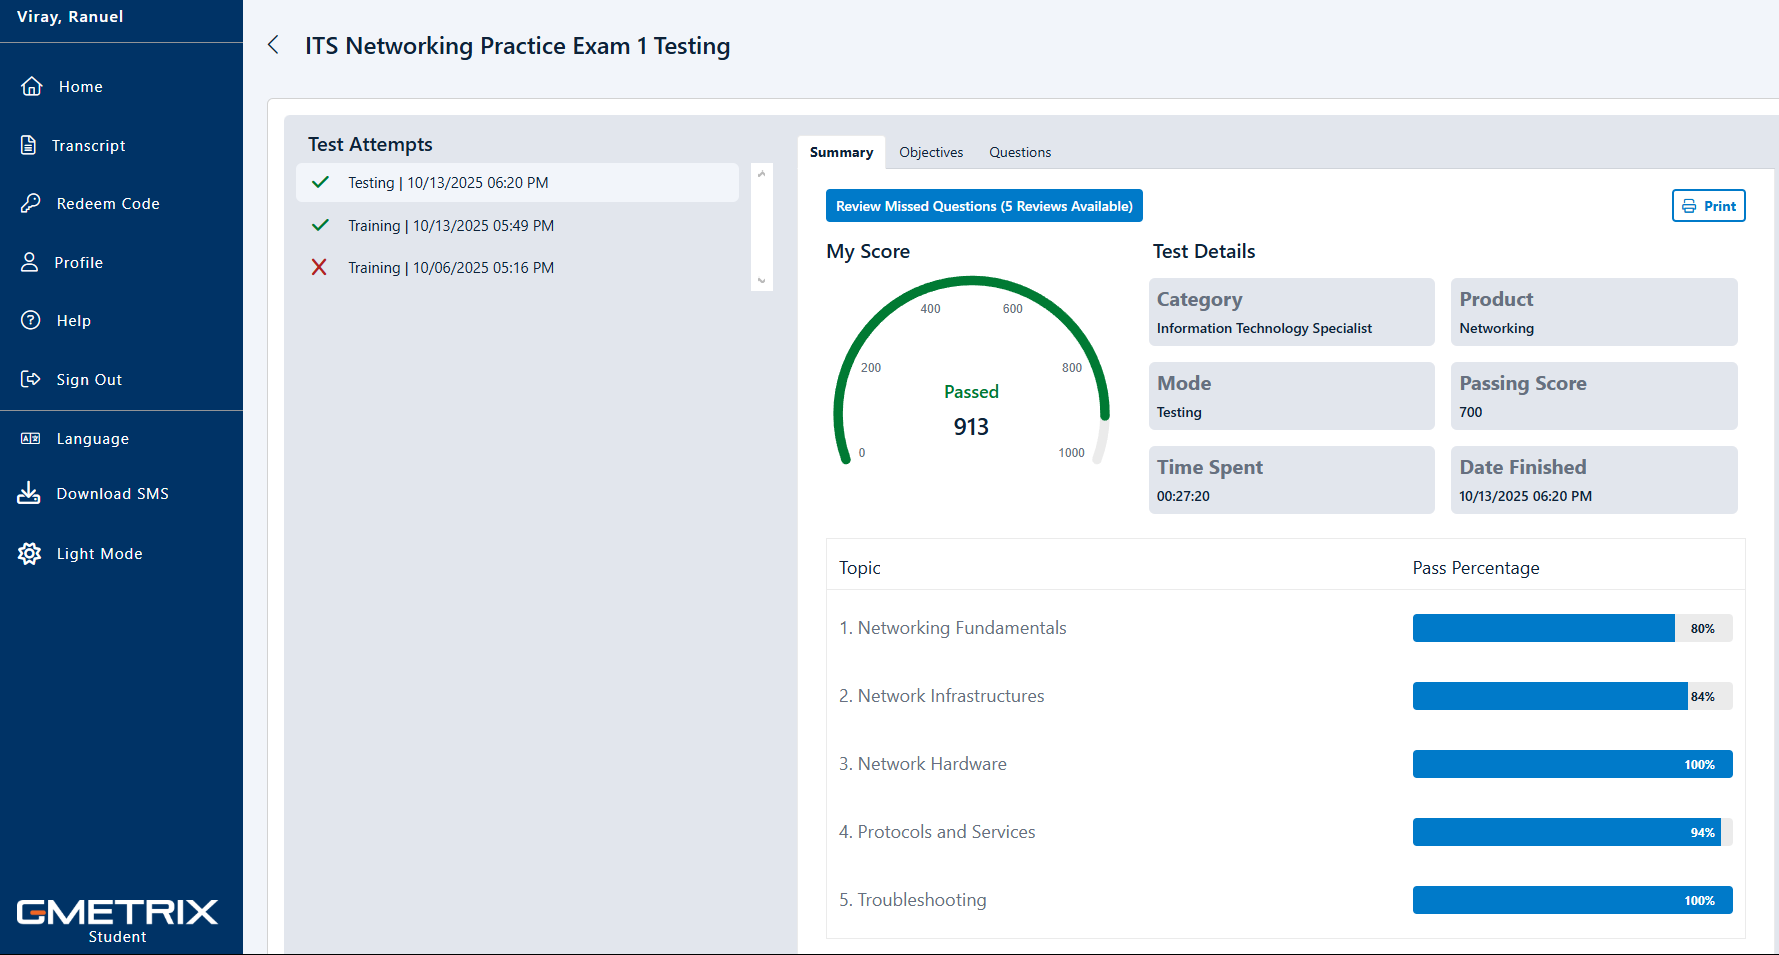 Viray, Ranuel
Home
Transcript
Redeem Code
Profile
Help
Sign Out
Language
Download SMS
Light Mode
GMETRIX
Student
ITS Networking Practice Exam 1 Testing
Test Attempts
Testing | 10/13/2025 06:20 PM
Training | 10/13/2025 05:49 PM
Training | 10/06/2025 05:16 PM
Summary Objectives Questions
Review Missed Questions (5 Reviews Available)
Print
My Score
0
200
400
600
800
1000
Passed
913
Test Details
Category
Information Technology Specialist
Product
Networking
Mode
Testing
Passing Score
700
Time Spent
00:27:20
Date Finished
10/13/2025 06:20 PM
Topic Pass Percentage
1. Networking Fundamentals 80%
2. Network Infrastructures 84%
3. Network Hardware 100%
4. Protocols and Services 94%
5. Troubleshooting 100%